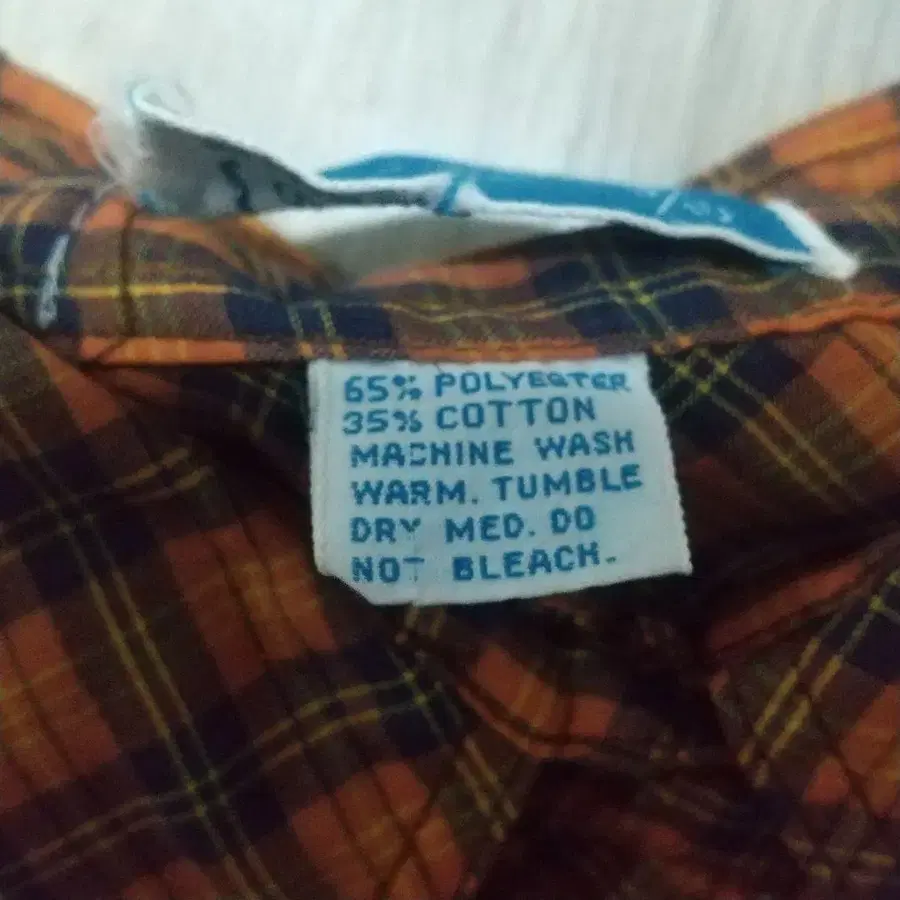 65% POLYESTER
35% COTTON
MACHINE WASH
WARM. TUMBLE
DRY MED. DO
NOT BLEACH.